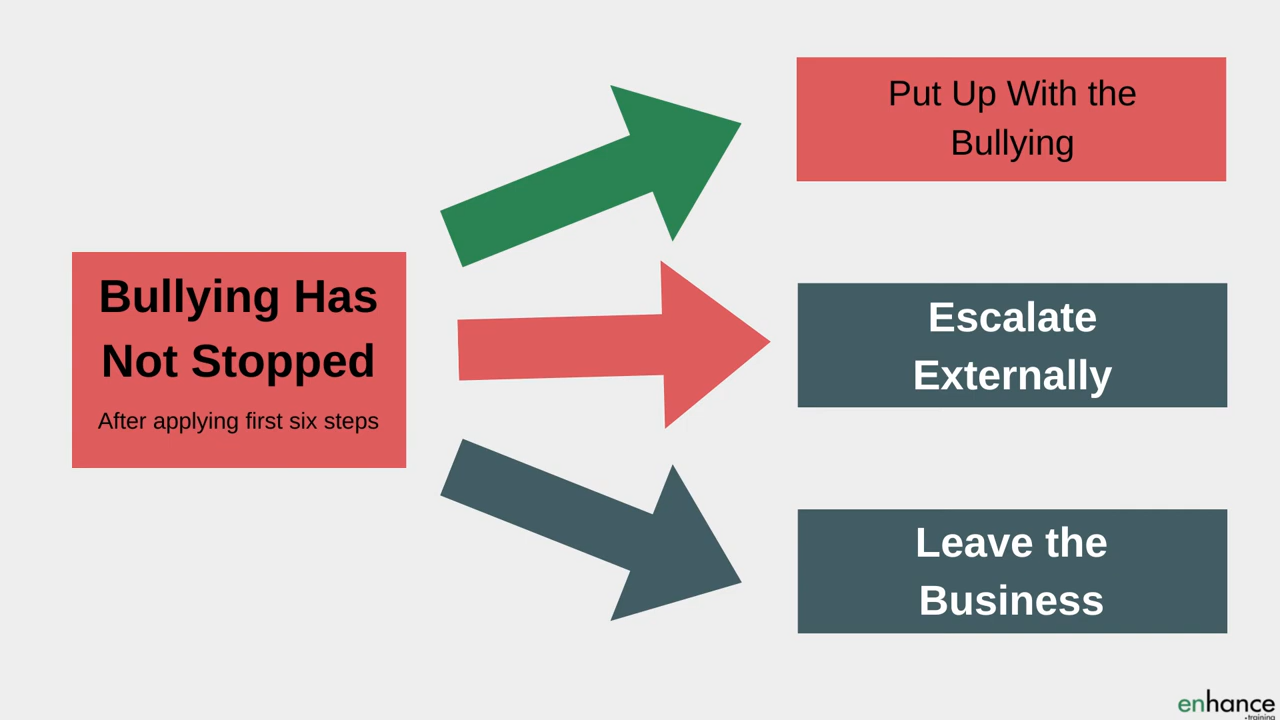 Put Up With the
Bullying
Bullying Has
Not Stopped
After applying first six steps
Escalate
Externally
Leave the
Business
enhance
training